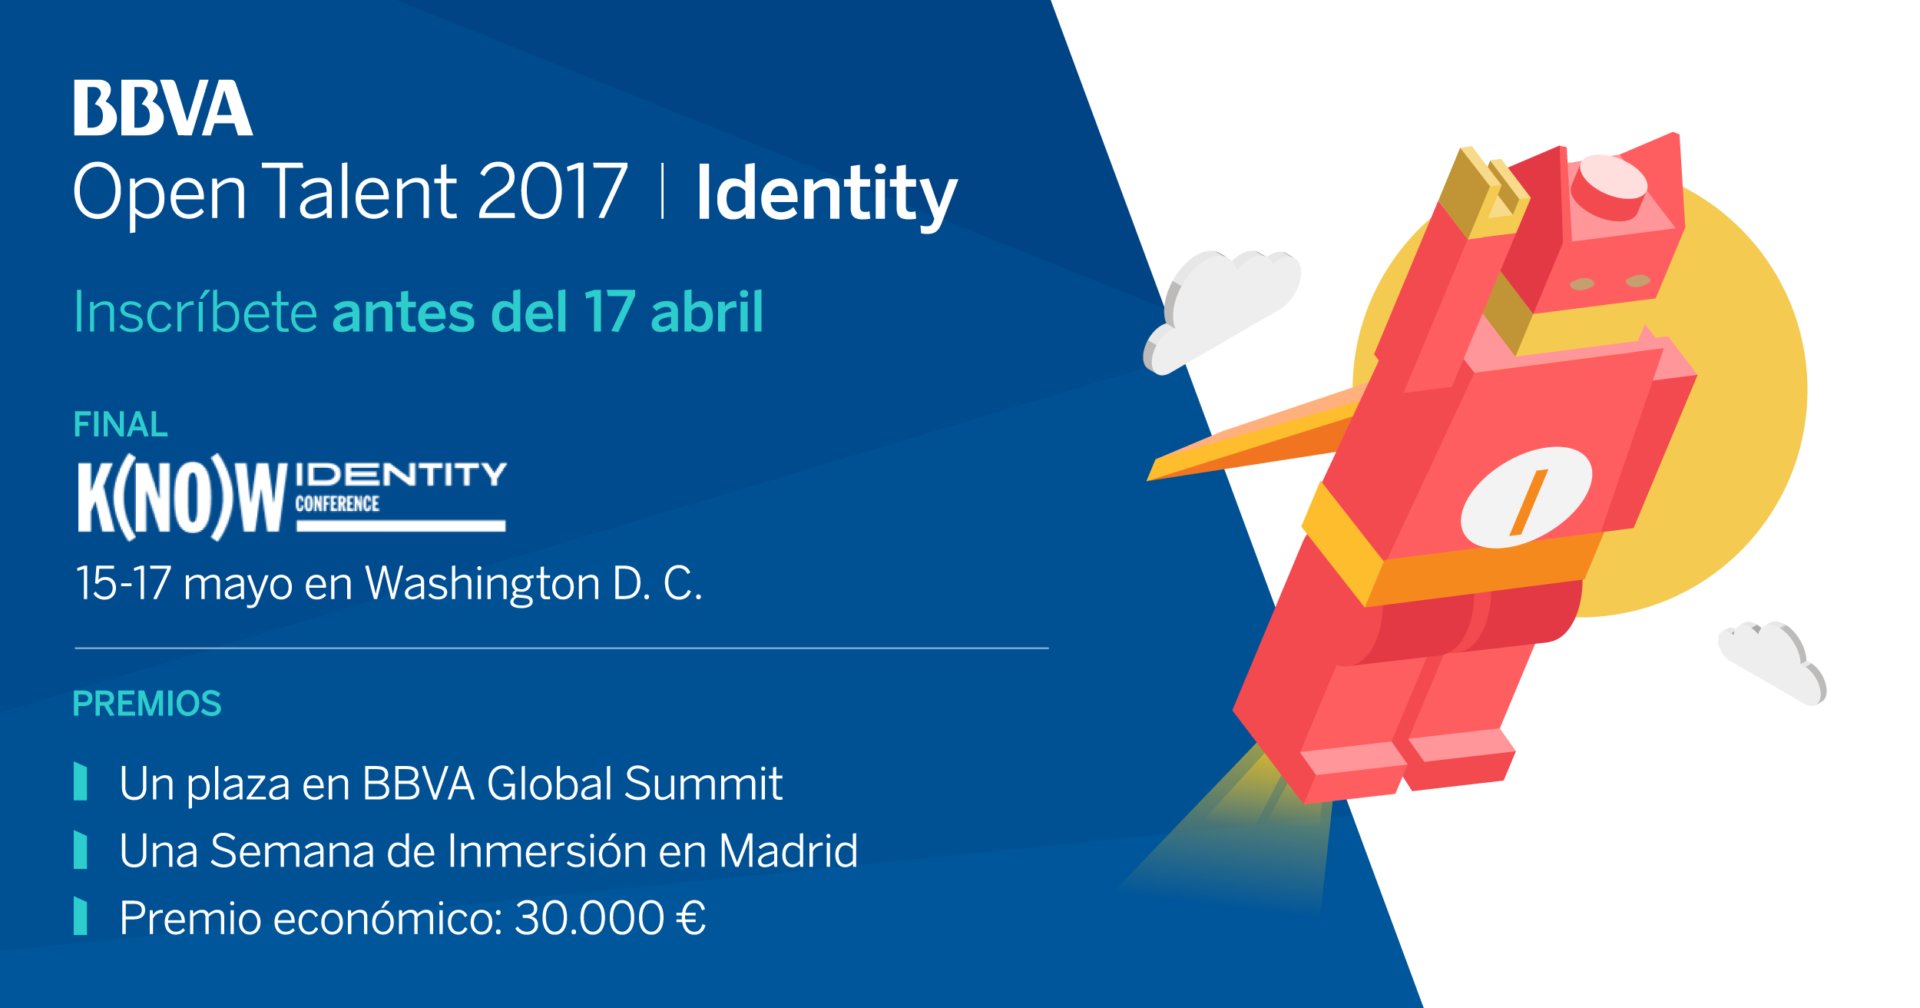 BBVA
Open Talent 2017 | Identity
Inscríbete antes del 17 abril
FINAL
K(NO)W IDENTITY
CONFERENCE
15-17 mayo en Washington D. C.
PREMIOS
Un plaza en BBVA Global Summit
Una Semana de Inmersión en Madrid
Premio económico: 30.000 €